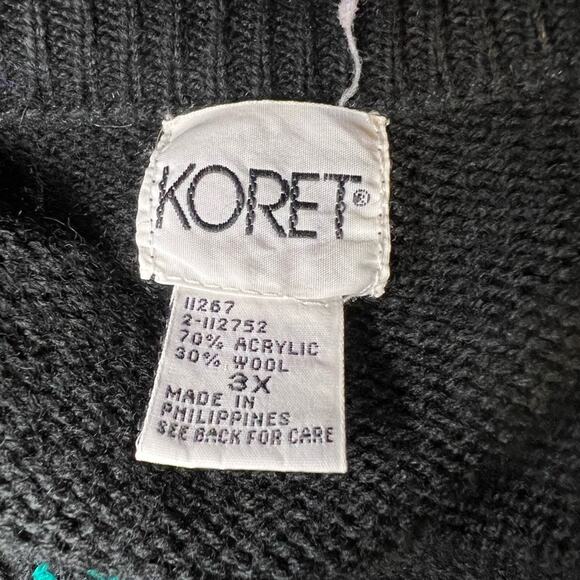 KORET®
11267
2-112752
70% ACRYLIC
30% WOOL
3X
MADE IN
PHILIPPINES
SEE BACK FOR CARE